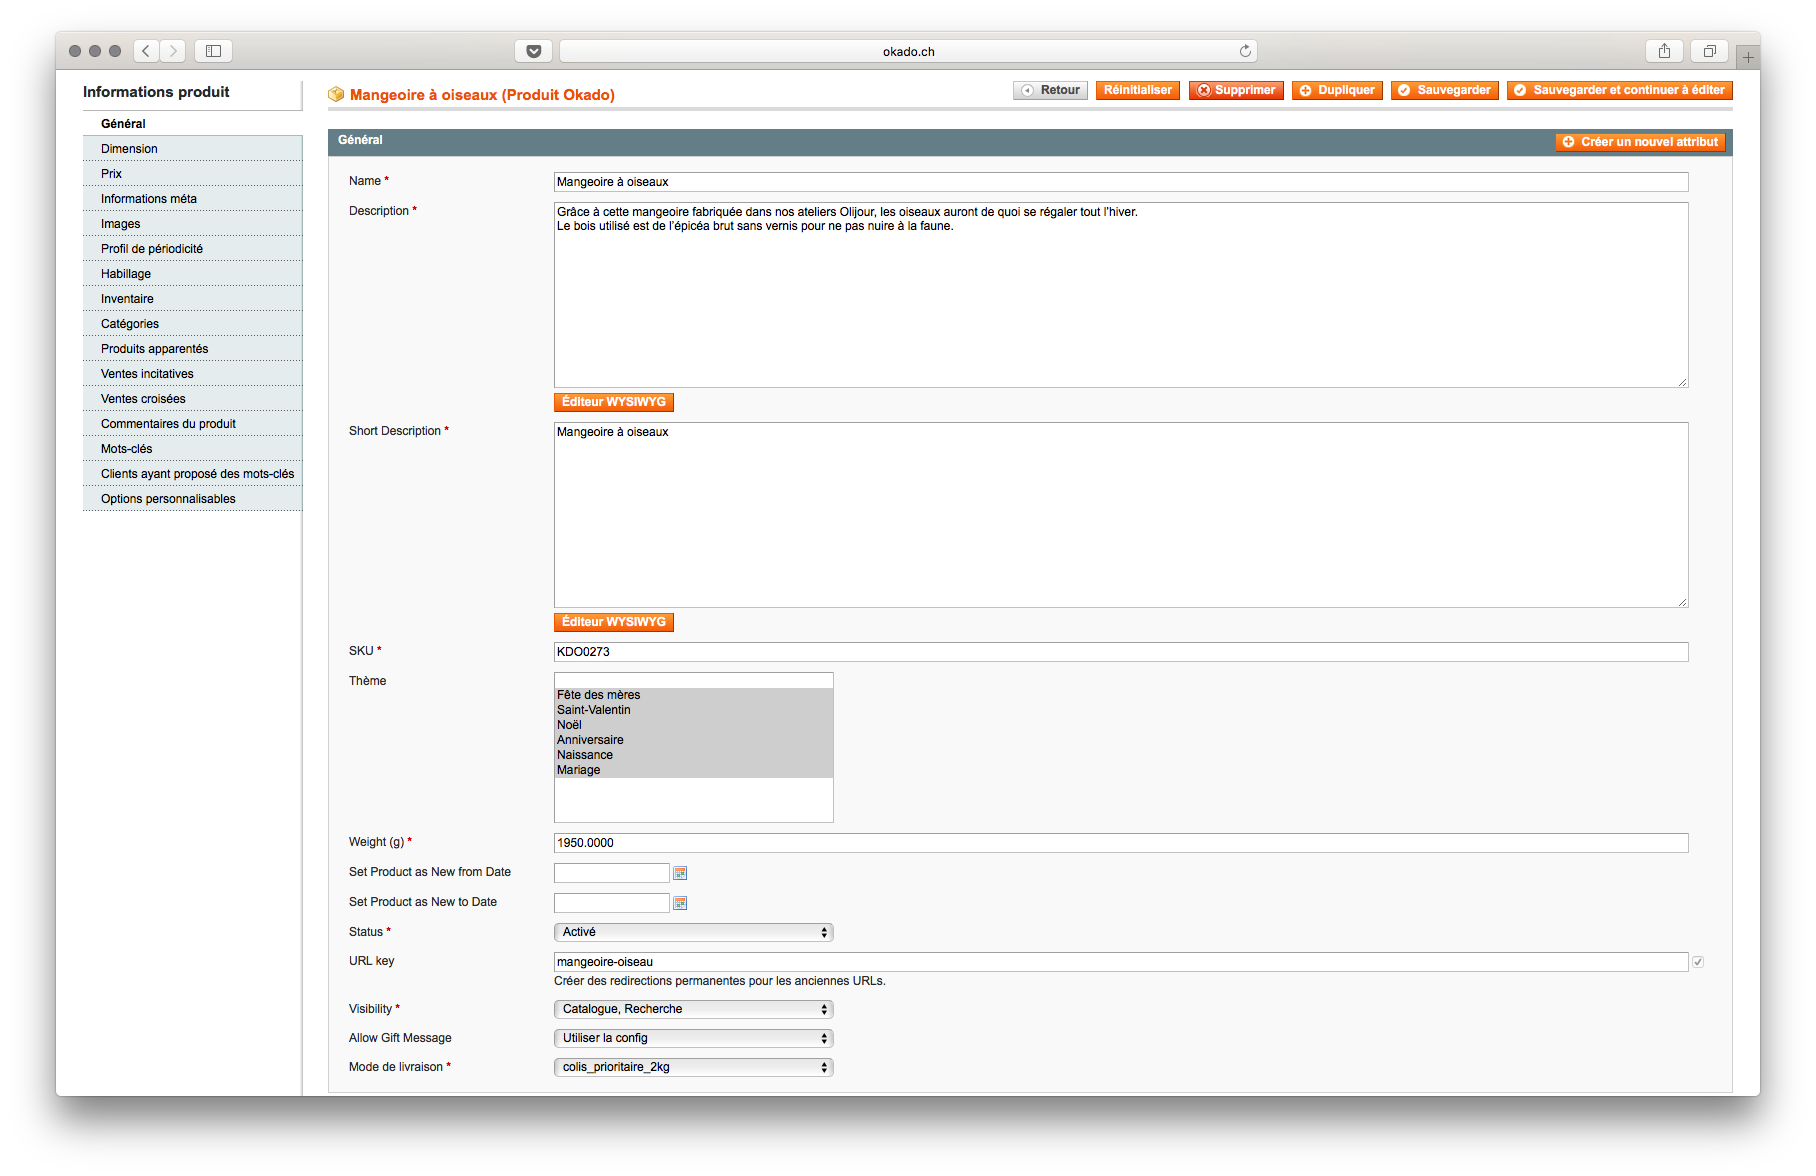 okado.ch
Informations produit
Général
Dimension
Prix
Informations méta
Images
Profil de périodicité
Habillage
Inventaire
Catégories
Produits apparentés
Ventes incitatives
Ventes croisées
Commentaires du produit
Mots-clés
Clients ayant proposé des mots-clés
Options personnalisables
Mangeoire à oiseaux (Produit Okado)
Retour
Réinitialiser
Supprimer
Dupliquer
Sauvegarder
Sauvegarder et continuer à éditer
Général
Créer un nouvel attribut
Name *
Mangeoire à oiseaux
Description *
Grâce à cette mangeoire fabriquée dans nos ateliers Olijour, les oiseaux auront de quoi se régaler tout l'hiver.
Le bois utilisé est de l'épicéa brut sans vernis pour ne pas nuire à la faune.
Éditeur WYSIWYG
Short Description *
Mangeoire à oiseaux
Éditeur WYSIWYG
SKU *
KDO0273
Thème
Fête des mères
Saint-Valentin
Noël
Anniversaire
Naissance
Mariage
Weight (g) *
1950.0000
Set Product as New from Date
Set Product as New to Date
Status *
Activé
URL key
mangeoire-oiseau
Créer des redirections permanentes pour les anciennes URLs.
Visibility *
Catalogue, Recherche
Allow Gift Message
Utiliser la config
Mode de livraison *
colis_prioritaire_2kg